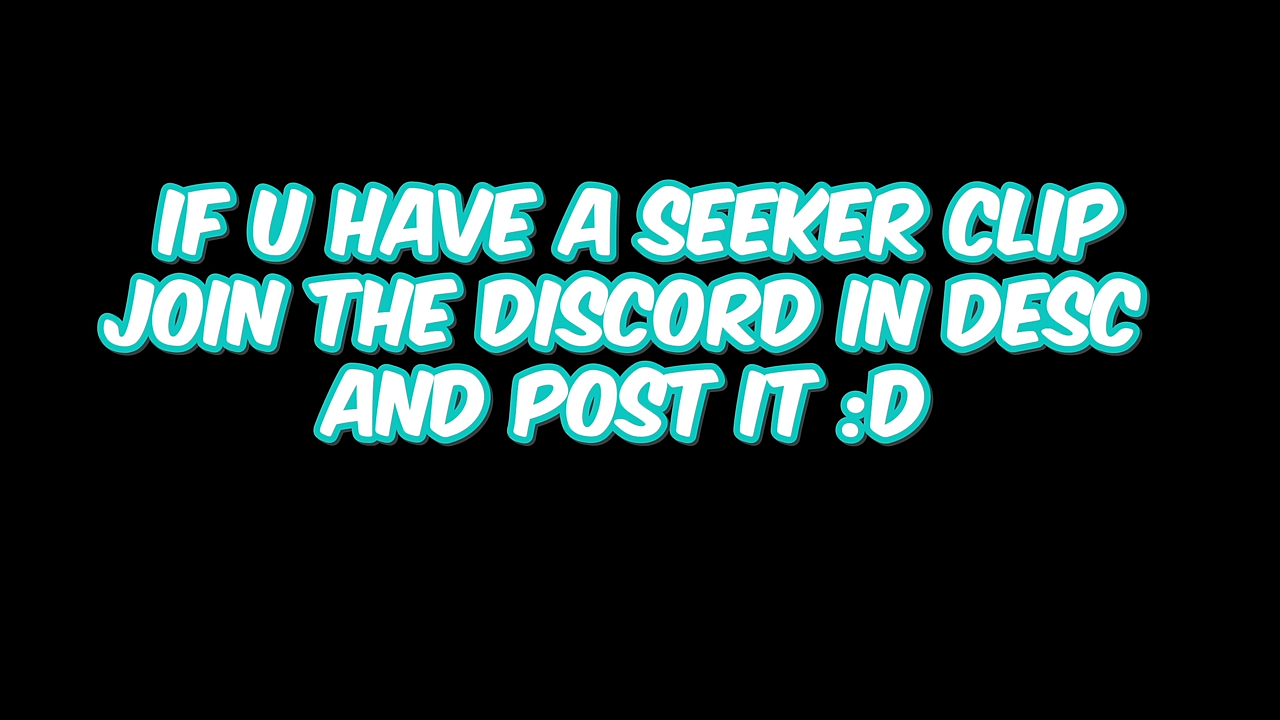 IF U HAVE A SEEKER CLIP
JOIN THE DISCORD IN DESC
AND POST IT :D